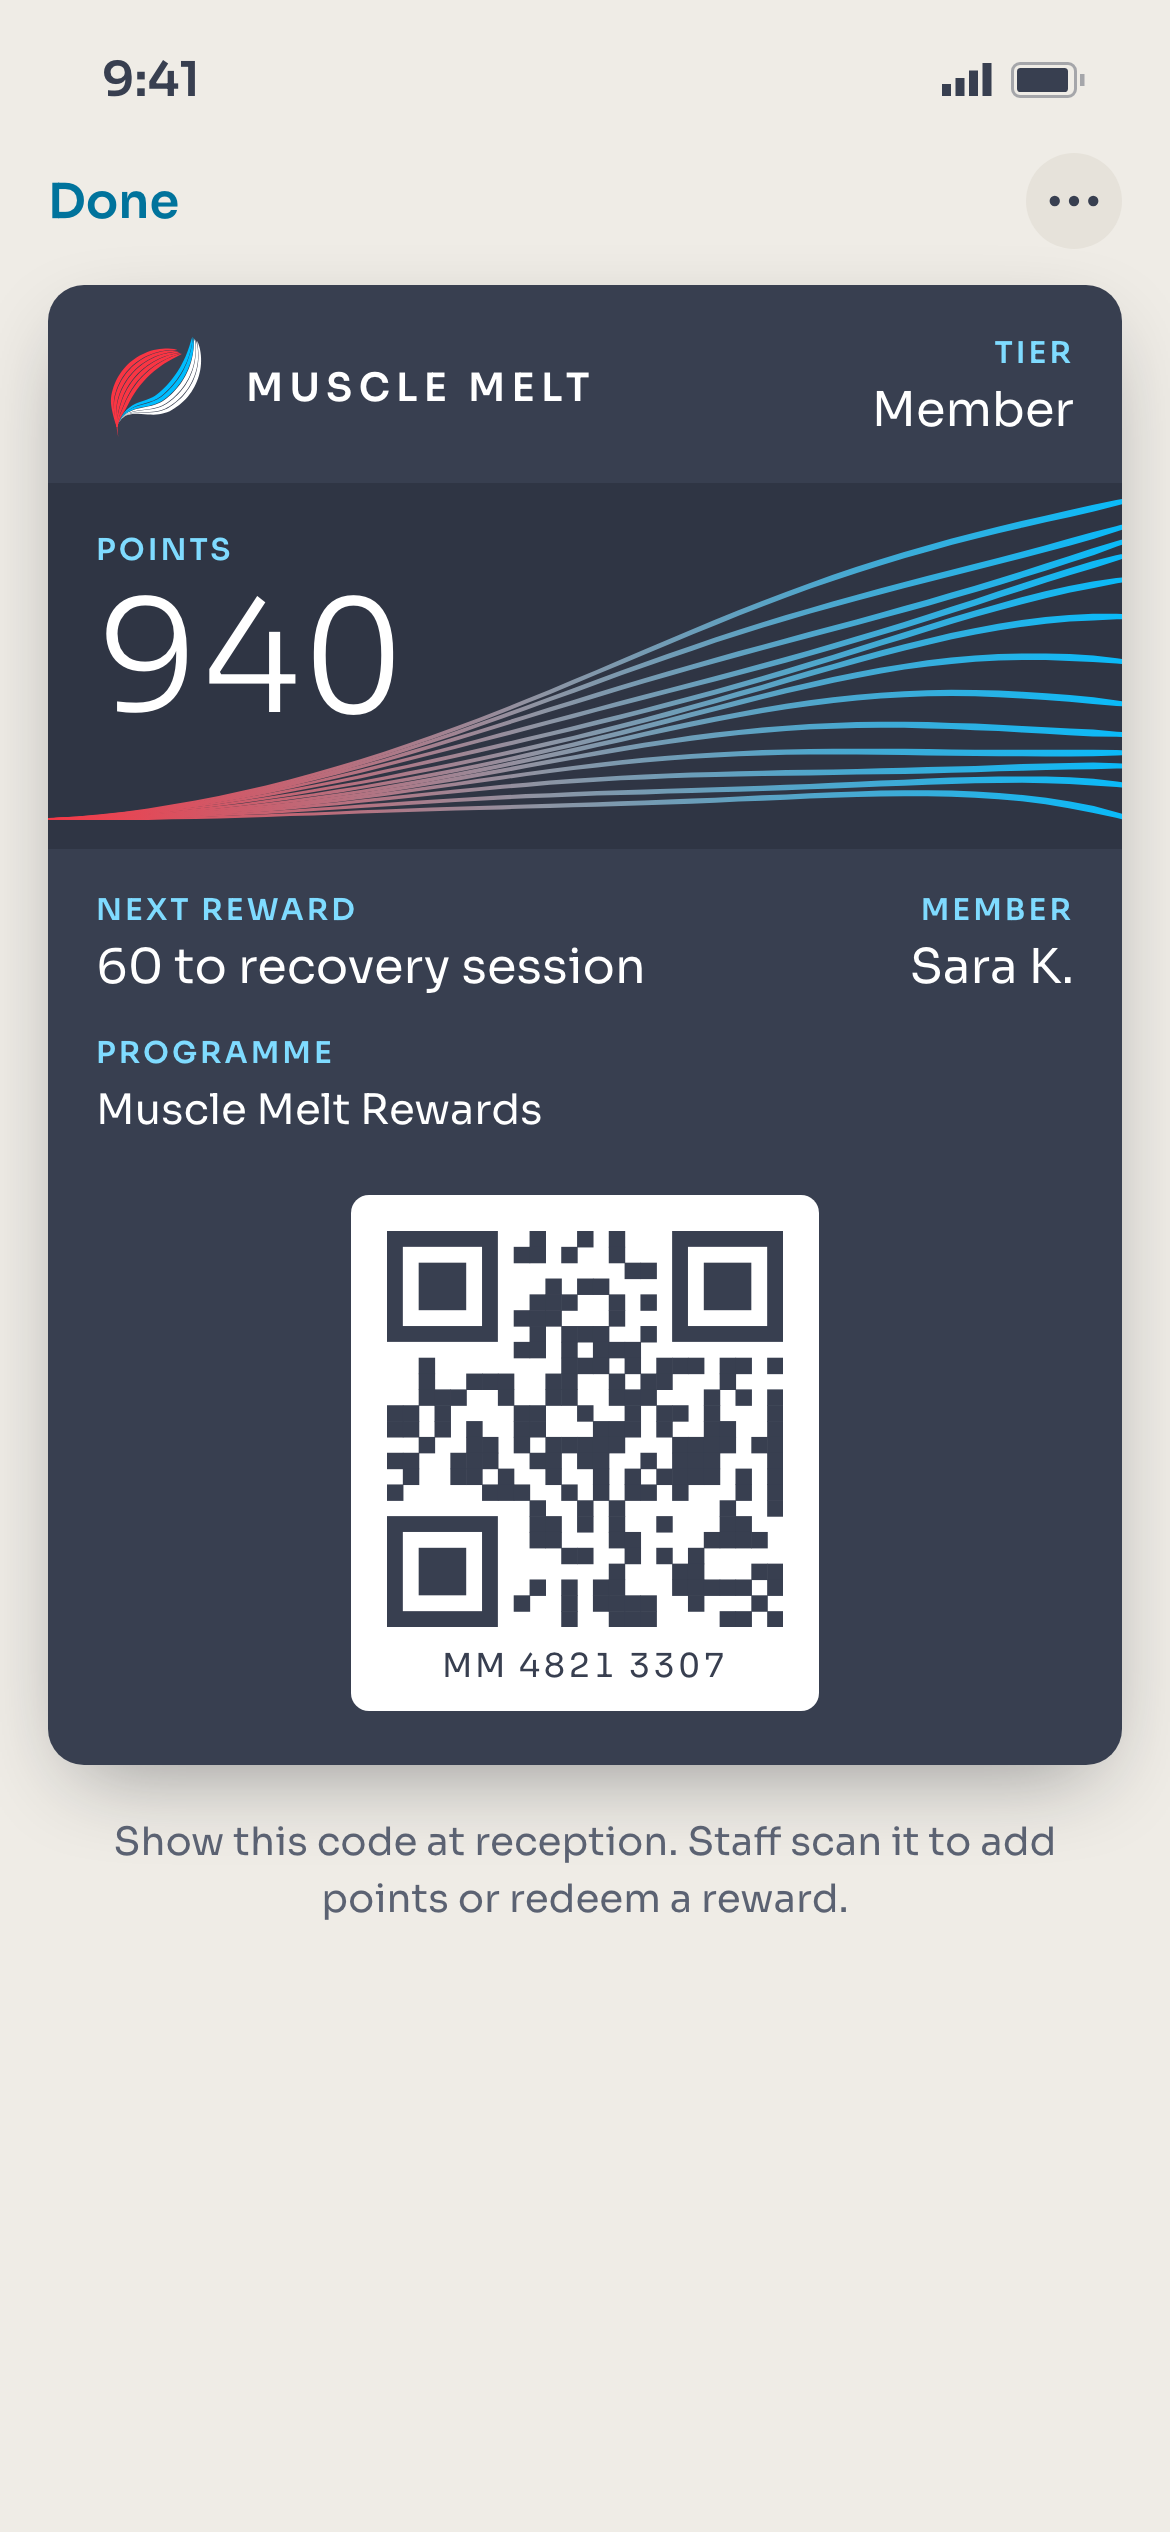 9:41
Done
MUSCLE MELT
TIER
Member
POINTS
940
NEXT REWARD
60 to recovery session
MEMBER
Sara K.
PROGRAMME
Muscle Melt Rewards
MM 4821 3307
Show this code at reception. Staff scan it to add
points or redeem a reward.